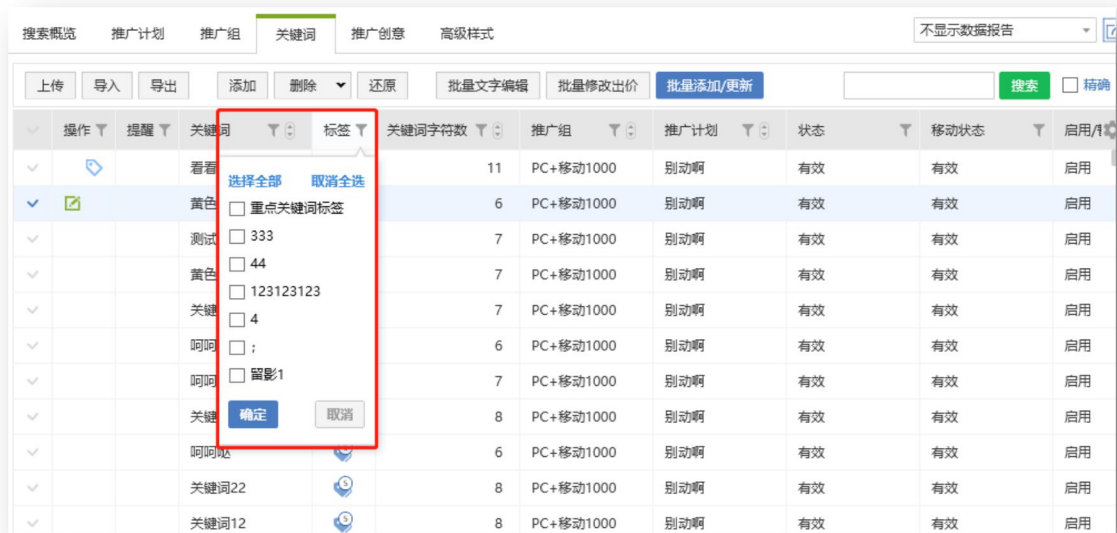 搜索概览 推广计划 推广组 关键词 推广创意 高级样式 不显示数据报告
上传 导入 导出 添加 删除 还原 批量文字编辑 批量修改出价 批量添加/更新 搜索 精确
操作 提醒 关键词 标签 关键词字符数 推广组 推广计划 状态 移动状态 启用/
看看 11 PC+移动1000 别动啊 有效 有效 启用
选择全部 取消全选
黄色 重点关键词标签 6 PC+移动1000 别动啊 有效 有效 启用
测试 333 7 PC+移动1000 别动啊 有效 有效 启用
44
黄色 7 PC+移动1000 别动啊 有效 有效 启用
123123123
关键 7 PC+移动1000 别动啊 有效 有效 启用
4
呵呵 ; 6 PC+移动1000 别动啊 有效 有效 启用
呵呵 留影1 7 PC+移动1000 别动啊 有效 有效 启用
关键 确定 取消 8 PC+移动1000 别动啊 有效 有效 启用
呵呵哒 6 PC+移动1000 别动啊 有效 有效 启用
关键词22 5 8 PC+移动1000 别动啊 有效 有效 启用
关键词12 5 8 PC+移动1000 别动啊 有效 有效 启用